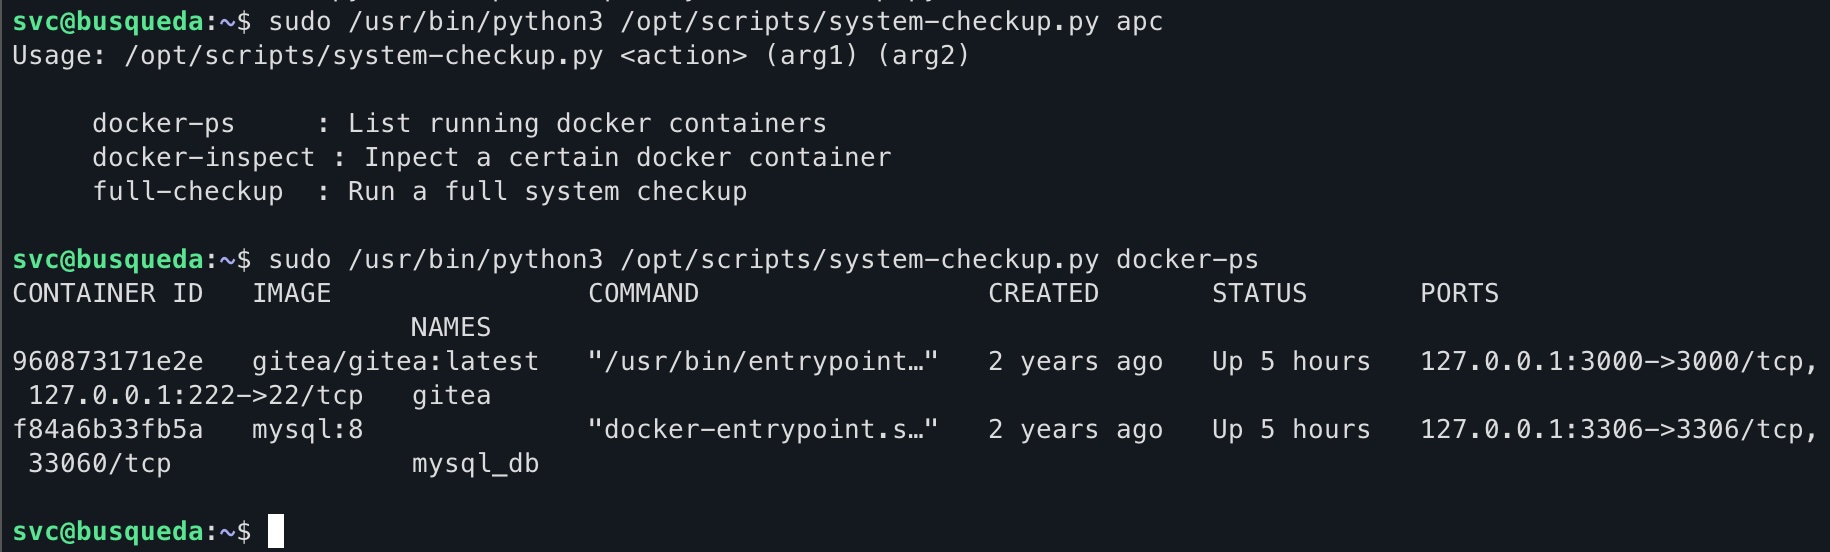 svc@busqueda:~$ sudo /usr/bin/python3 /opt/scripts/system-checkup.py apc
Usage: /opt/scripts/system-checkup.py <action> (arg1) (arg2)
docker-ps     : List running docker containers
docker-inspect : Inpect a certain docker container
full-checkup  : Run a full system checkup
svc@busqueda:~$ sudo /usr/bin/python3 /opt/scripts/system-checkup.py docker-ps
CONTAINER ID   IMAGE                COMMAND                  CREATED       STATUS       PORTS
NAMES
960873171e2e   gitea/gitea:latest   "/usr/bin/entrypoint…"   2 years ago   Up 5 hours   127.0.0.1:3000->3000/tcp,
127.0.0.1:222->22/tcp   gitea
f84a6b33fb5a   mysql:8              "docker-entrypoint.s…"   2 years ago   Up 5 hours   127.0.0.1:3306->3306/tcp,
33060/tcp               mysql_db
svc@busqueda:~$